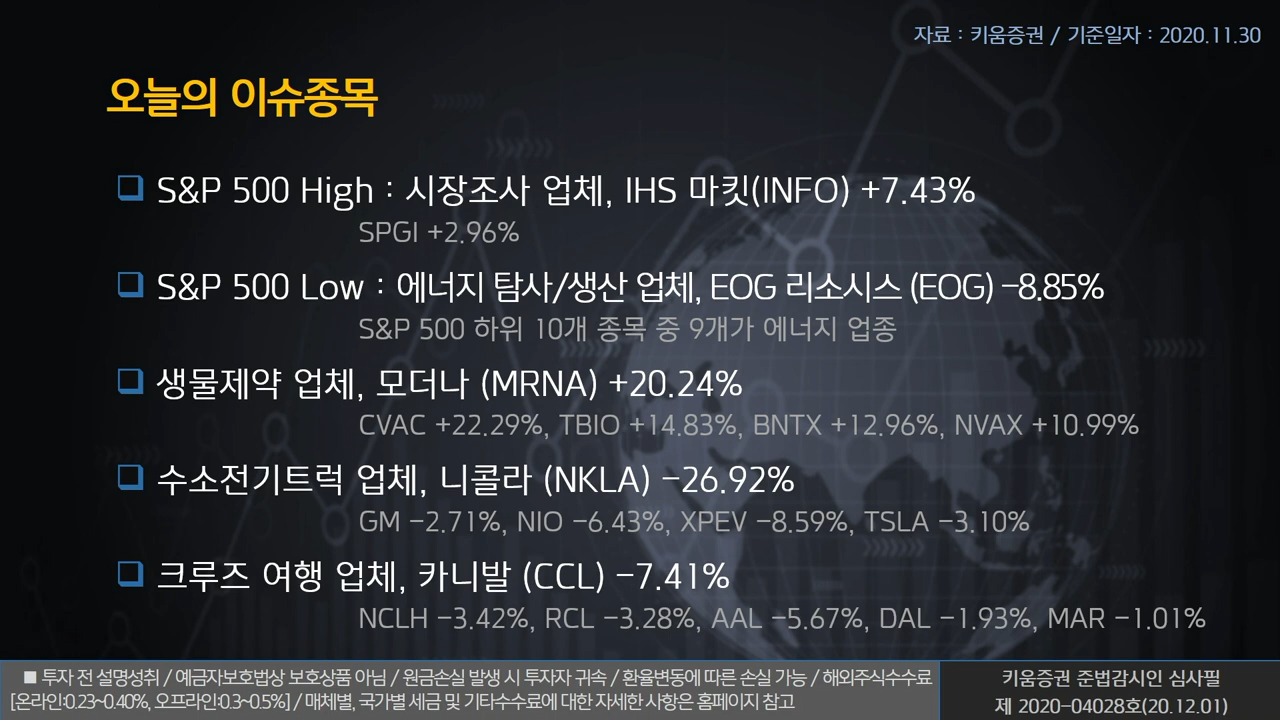 자료 : 키움증권 / 기준일자 : 2020.11.30
오늘의 이슈종목
❑ S&P 500 High : 시장조사 업체, IHS 마킷(INFO) +7.43%
SPGI +2.96%
❑ S&P 500 Low : 에너지 탐사/생산 업체, EOG 리소시스 (EOG) -8.85%
S&P 500 하위 10개 종목 중 9개가 에너지 업종
❑ 생물제약 업체, 모더나 (MRNA) +20.24%
CVAC +22.29%, TBIO +14.83%, BNTX +12.96%, NVAX +10.99%
❑ 수소전기트럭 업체, 니콜라 (NKLA) -26.92%
GM -2.71%, NIO -6.43%, XPEV -8.59%, TSLA -3.10%
❑ 크루즈 여행 업체, 카니발 (CCL) -7.41%
NCLH -3.42%, RCL -3.28%, AAL -5.67%, DAL -1.93%, MAR -1.01%
■ 투자 전 설명성취 / 예금자보호법상 보호상품 아님 / 원금손실 발생 시 투자자 귀속 / 환율변동에 따른 손실 가능 / 해외주식수수료
[온라인:0.23~0.40%, 오프라인:0.3~0.5%] / 매체별, 국가별 세금 및 기타수수료에 대한 자세한 사항은 홈페이지 참고
키움증권 준법감시인 심사필
제 2020-04028호(20.12.01)